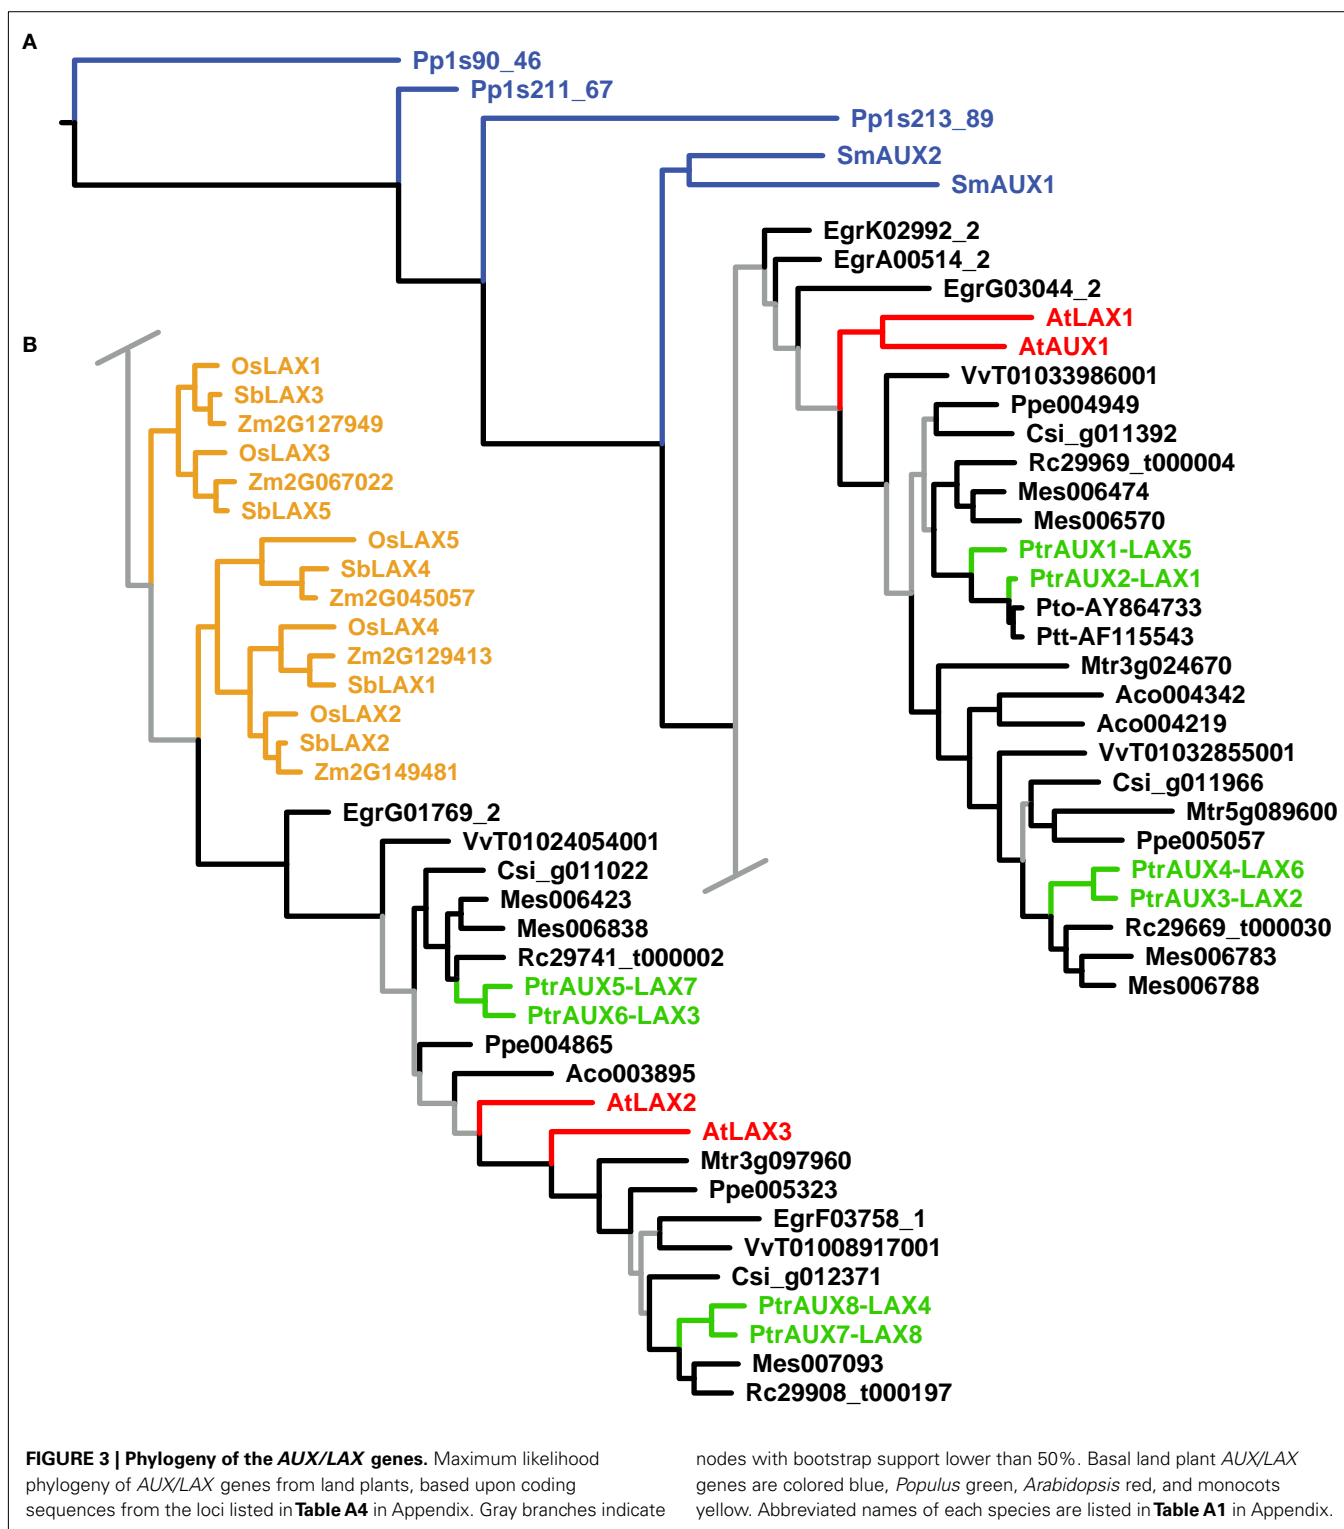 A
Pp1s90_46
Pp1s211_67
Pp1s213_89
SmAUX2
SmAUX1
EgrK02992_2
EgrA00514_2
EgrG03044_2
AtLAX1
AtAUX1
VvT01033986001
Ppe004949
Csi_g011392
Rc29969_t000004
Mes006474
Mes006570
PtrAUX1-LAX5
PtrAUX2-LAX1
Pto-AY864733
Ptt-AF115543
Mtr3g024670
Aco004342
Aco004219
VvT01032855001
Csi_g011966
Mtr5g089600
Ppe005057
PtrAUX4-LAX6
PtrAUX3-LAX2
Rc29669_t000030
Mes006783
Mes006788
B
OsLAX1
SbLAX3
Zm2G127949
OsLAX3
Zm2G067022
SbLAX5
OsLAX5
SbLAX4
Zm2G045057
OsLAX4
Zm2G129413
SbLAX1
OsLAX2
SbLAX2
Zm2G149481
EgrG01769_2
VvT01024054001
Csi_g011022
Mes006423
Mes006838
Rc29741_t000002
PtrAUX5-LAX7
PtrAUX6-LAX3
Ppe004865
Aco003895
AtLAX2
AtLAX3
Mtr3g097960
Ppe005323
EgrF03758_1
VvT01008917001
Csi_g012371
PtrAUX8-LAX4
PtrAUX7-LAX8
Mes007093
Rc29908_t000197
FIGURE 3 | Phylogeny of the AUX/LAX genes. Maximum likelihood
phylogeny of AUX/LAX genes from land plants, based upon coding
sequences from the loci listed in Table A4 in Appendix. Gray branches indicate
nodes with bootstrap support lower than 50%. Basal land plant AUX/LAX
genes are colored blue, Populus green, Arabidopsis red, and monocots
yellow. Abbreviated names of each species are listed in Table A1 in Appendix.